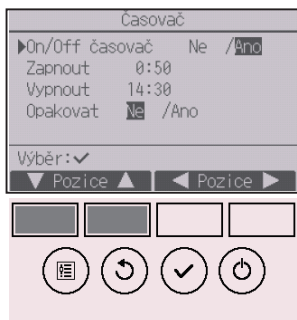 Časovač
▶On/Off časovač Ne /Ano
Zapnout 0:50
Vypnout 14:30
Opakovat Ne /Ano
Výběr:✓
▼ Pozice ▲ ◀ Pozice ▶